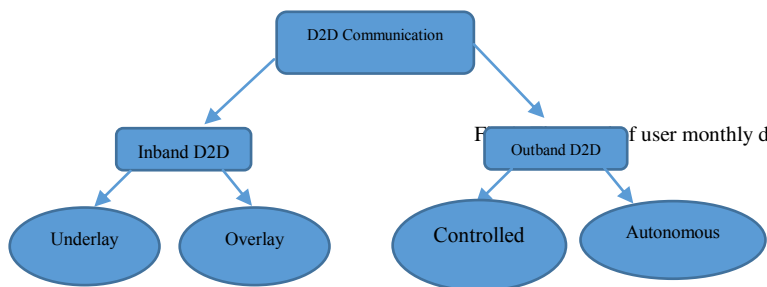 D2D Communication
f user monthly d
Inband D2D
Outband D2D
Underlay
Overlay
Controlled
Autonomous